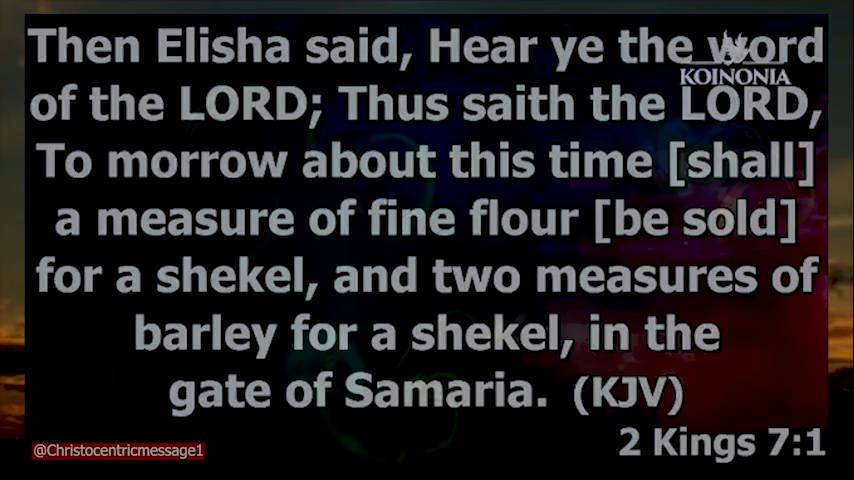 Then Elisha said, Hear ye the word
KOINONIA
of the LORD; Thus saith the LORD,
To morrow about this time [shall]
a measure of fine flour [be sold]
for a shekel, and two measures of
barley for a shekel, in the
gate of Samaria. (KJV)
2 Kings 7:1
@Christocentricmessage1